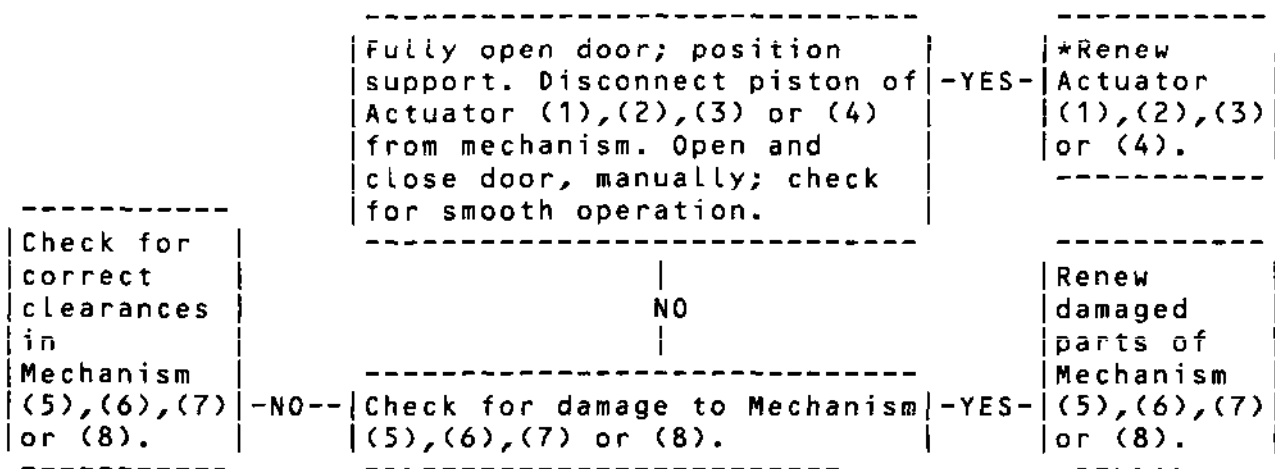 Fully open door; position
support. Disconnect piston of
Actuator (1),(2),(3) or (4)
from mechanism. Open and
close door, manually; check
for smooth operation.
-YES-
*Renew
Actuator
(1),(2),(3)
or (4).
NO
Check for
correct
clearances
in
Mechanism
(5),(6),(7)
or (8).
-NO--
Check for damage to Mechanism
(5),(6),(7) or (8).
-YES-
Renew
damaged
parts of
Mechanism
(5),(6),(7)
or (8).